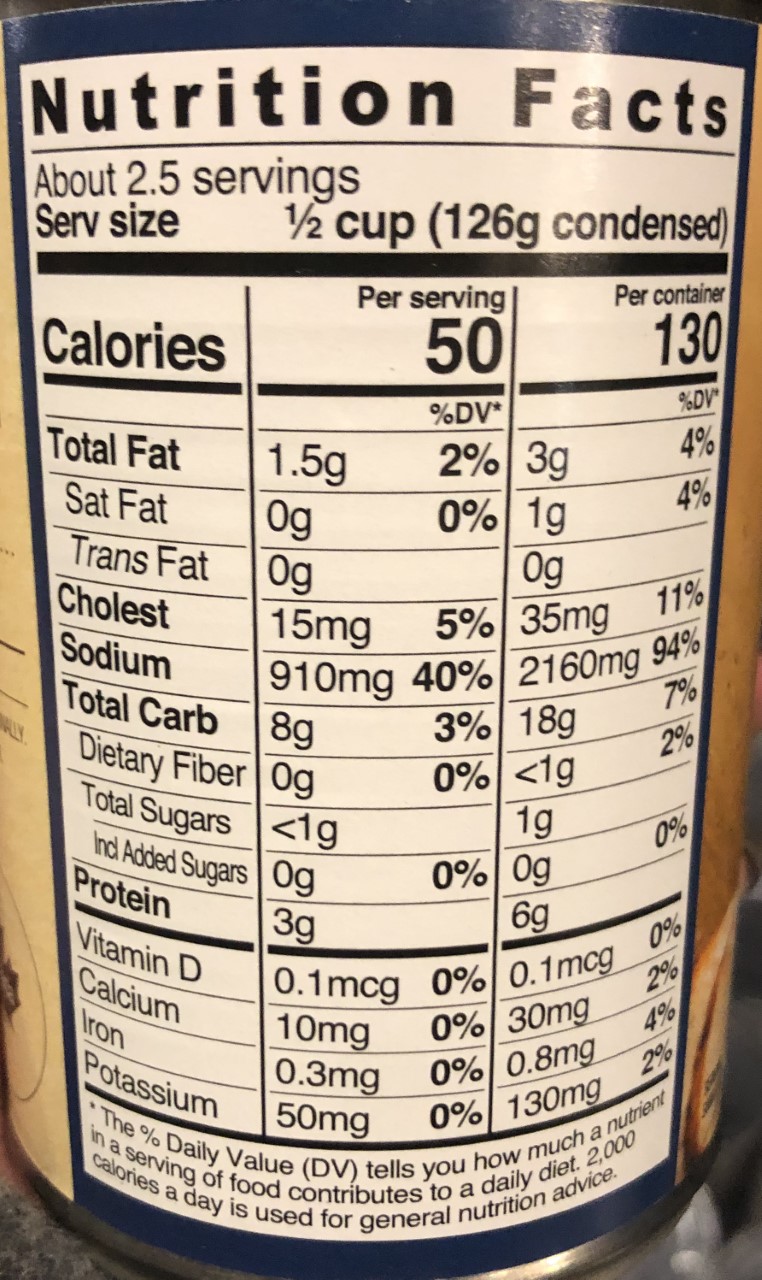 Nutrition Facts
About 2.5 servings
Serv size ½ cup (126g condensed)
Per serving Per container
Calories 50 130
%DV* %DV*
Total Fat 1.5g 2% 3g 4%
Sat Fat 0g 0% 1g 4%
Trans Fat 0g 0g
Cholest 15mg 5% 35mg 11%
Sodium 910mg 40% 2160mg 94%
Total Carb 8g 3% 18g 7%
Dietary Fiber 0g 0% <1g 2%
Total Sugars <1g 1g
Incl Added Sugars 0g 0% 0g 0%
Protein 3g 6g
Vitamin D 0.1mcg 0% 0.1mcg 0%
Calcium 10mg 0% 30mg 2%
Iron 0.3mg 0% 0.8mg 4%
Potassium 50mg 0% 130mg 2%
* The % Daily Value (DV) tells you how much a nutrient
in a serving of food contributes to a daily diet. 2,000
calories a day is used for general nutrition advice.